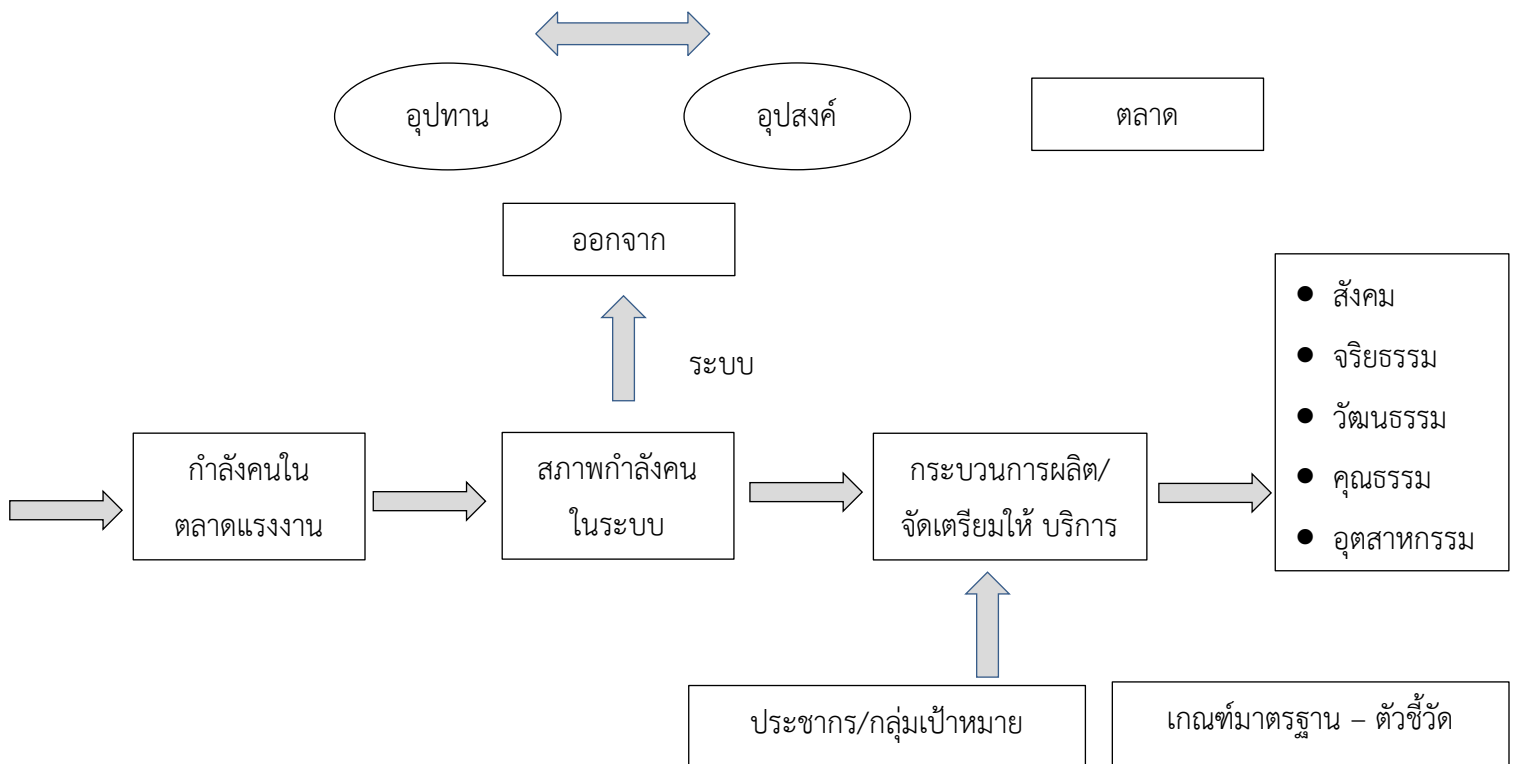 อุปทาน
อุปสงค์
ตลาด
ออกจาก
ระบบ
กำลังคนใน
ตลาดแรงงาน
สภาพกำลังคน
ในระบบ
กระบวนการผลิต/
จัดเตรียมให้ บริการ
● สังคม
● จริยธรรม
● วัฒนธรรม
● คุณธรรม
● อุตสาหกรรม
ประชากร/กลุ่มเป้าหมาย
เกณฑ์มาตรฐาน – ตัวชี้วัด